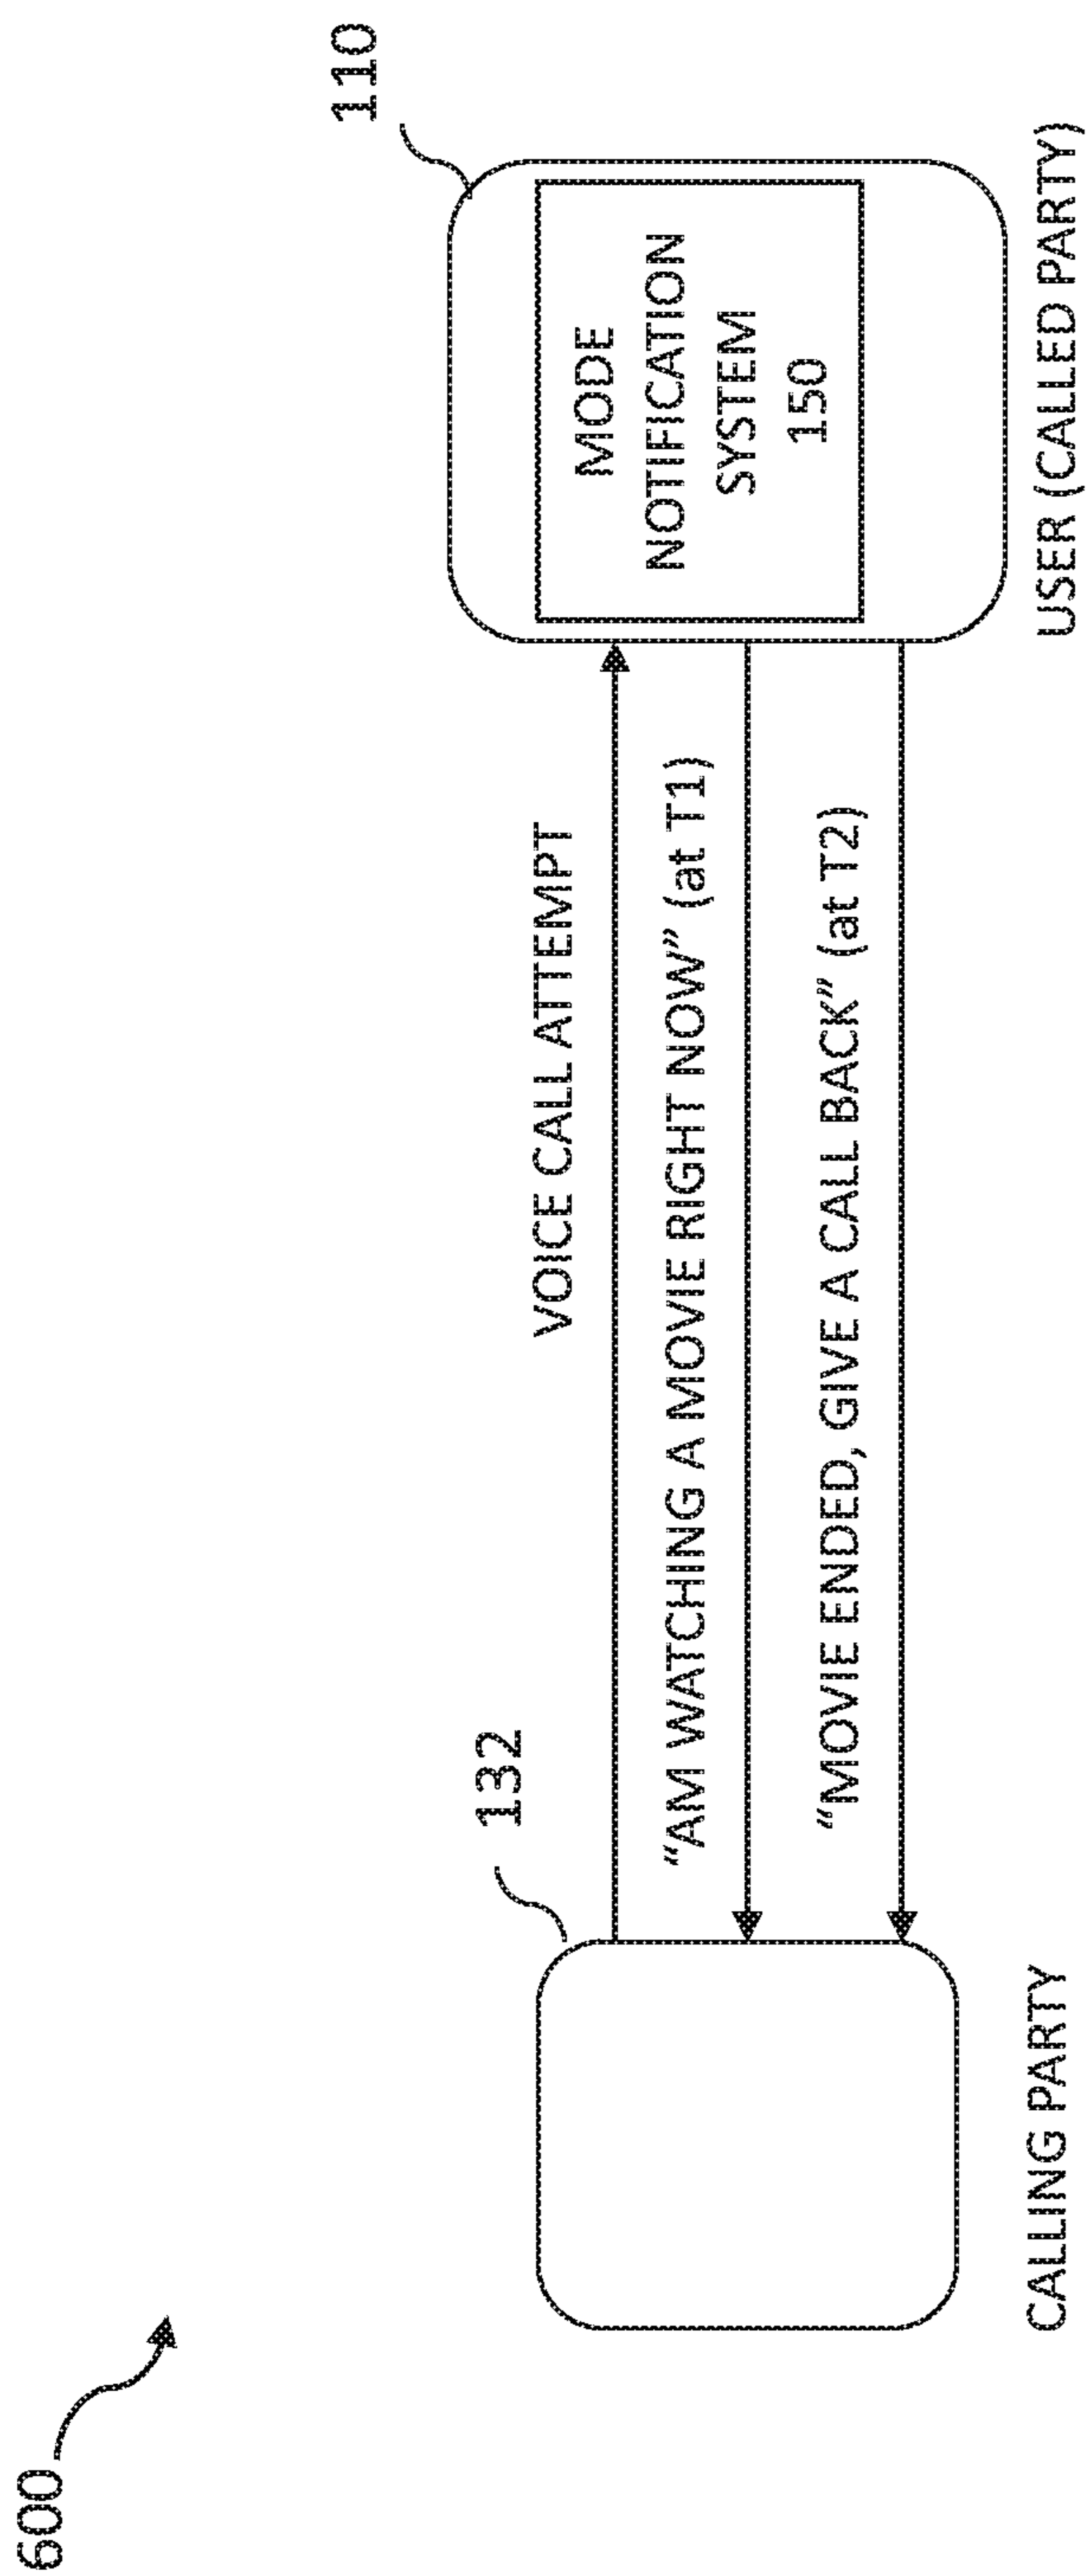 600
132
110
VOICE CALL ATTEMPT
“AM WATCHING A MOVIE RIGHT NOW” (at T1)
“MOVIE ENDED, GIVE A CALL BACK” (at T2)
MODE
NOTIFICATION
SYSTEM
150
CALLING PARTY
USER (CALLED PARTY)